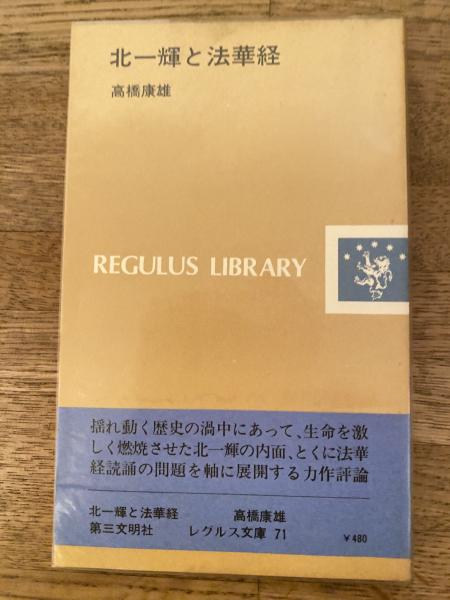 北一輝と法華経
高橋康雄
REGULUS LIBRARY
揺れ動く歴史の渦中にあって、生命を激
しく燃焼させた北一輝の内面、とくに法華
経読誦の問題を軸に展開する力作評論
北一輝と法華経 高橋康雄
第三文明社 レグルス文庫 71 ¥480